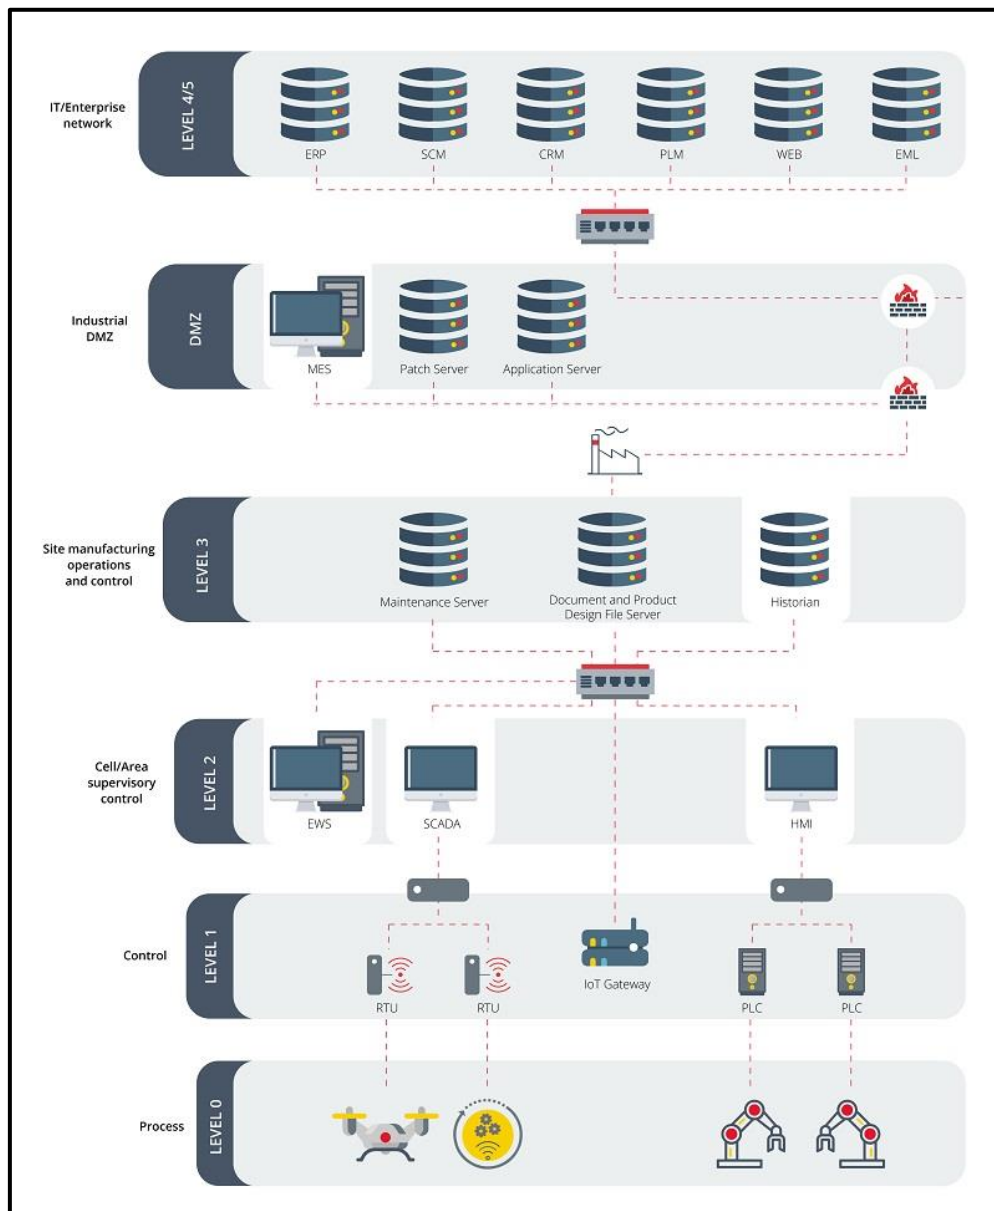 IT/Enterprise
network
LEVEL 4/5
ERP
SCM
CRM
PLM
WEB
EML
Industrial
DMZ
DMZ
MES
Patch Server
Application Server
Site manufacturing
operations
and control
LEVEL 3
Maintenance Server
Document and Product
Design File Server
Historian
Cell/Area
supervisory
control
LEVEL 2
EWS
SCADA
HMI
Control
LEVEL 1
RTU
RTU
IoT Gateway
PLC
PLC
Process
LEVEL 0